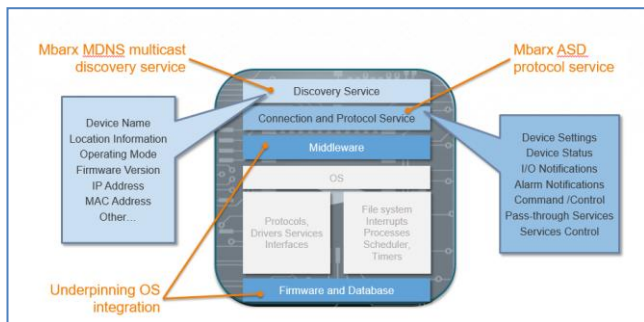 Mbarx MDNS multicast
discovery service
Mbarx ASD
protocol service
Discovery Service
Connection and Protocol Service
Middleware
OS
Protocols,
Drivers Services
Interfaces
File system
Interrupts
Processes
Scheduler,
Timers
Firmware and Database
Device Name
Location Information
Operating Mode
Firmware Version
IP Address
MAC Address
Other…
Device Settings
Device Status
I/O Notifications
Alarm Notifications
Command /Control
Pass-through Services
Services Control
Underpinning OS
integration